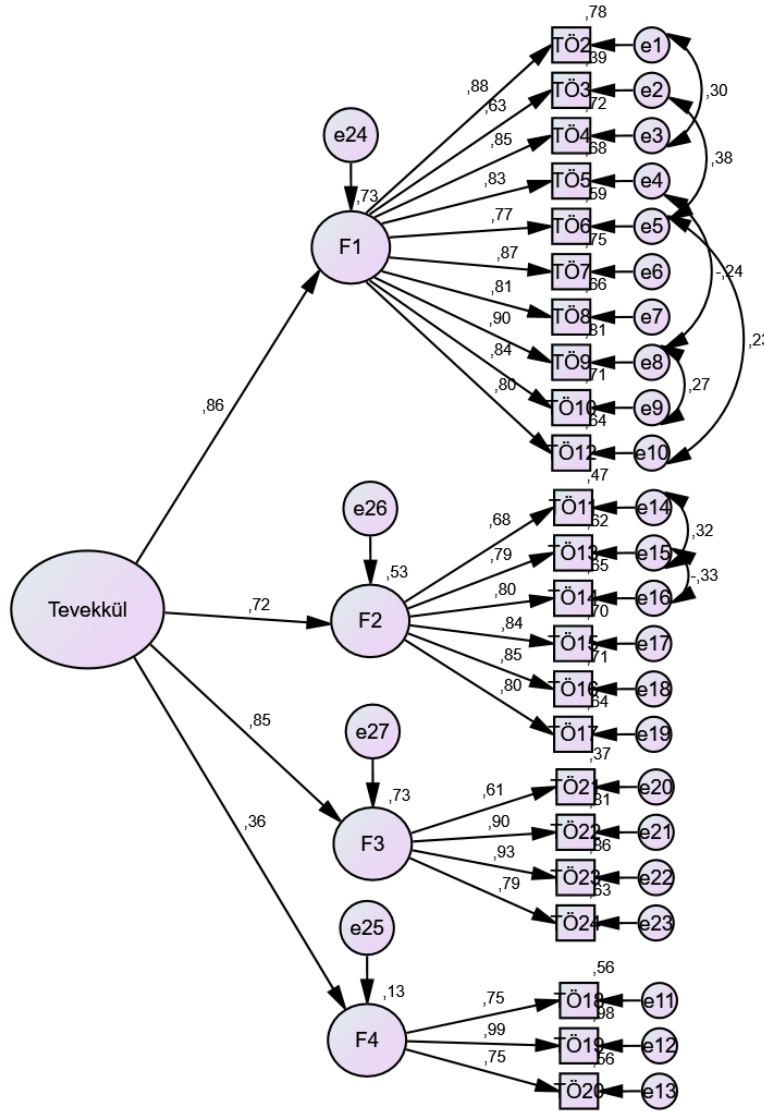 ,78
TÖ2
e1
,39
,88
TÖ3
e2
,30
,63
,72
e24
TÖ4
e3
,85
,68
,38
TÖ5
e4
,83
,59
,73
TÖ6
e5
,77
,75
F1
TÖ7
e6
-,24
,87
,66
TÖ8
e7
,81
,81
,23
TÖ9
e8
,90
,71
,27
TÖ10
e9
,84
,64
TÖ12
e10
,80
,86
,47
e26
TÖ11
e14
,68
,62
,32
TÖ13
e15
,79
,65
-,33
,53
TÖ14
e16
,80
,70
Tevekkül
,72
F2
TÖ15
e17
,84
,71
TÖ16
e18
,85
,64
TÖ17
e19
,80
,37
e27
TÖ21
e20
,85
,61
,81
,73
TÖ22
e21
,90
,86
F3
TÖ23
e22
,93
,63
,36
TÖ24
e23
,79
e25
,56
,13
TÖ18
e11
,75
,98
F4
TÖ19
e12
,99
,56
TÖ20
e13
,75